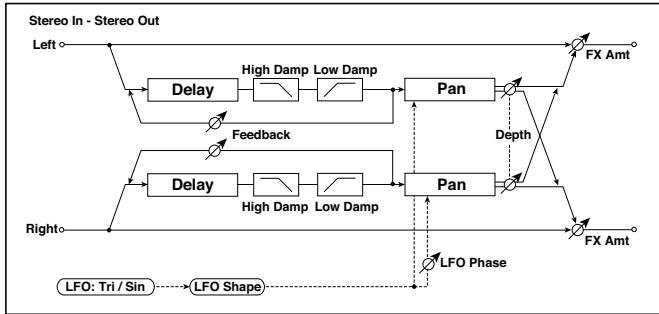 Stereo In - Stereo Out
Left
FX Amt
High Damp Low Damp
Delay
Pan
Feedback
Depth
Delay
Pan
High Damp Low Damp
Right
FX Amt
LFO Phase
LFO: Tri / Sin
LFO Shape